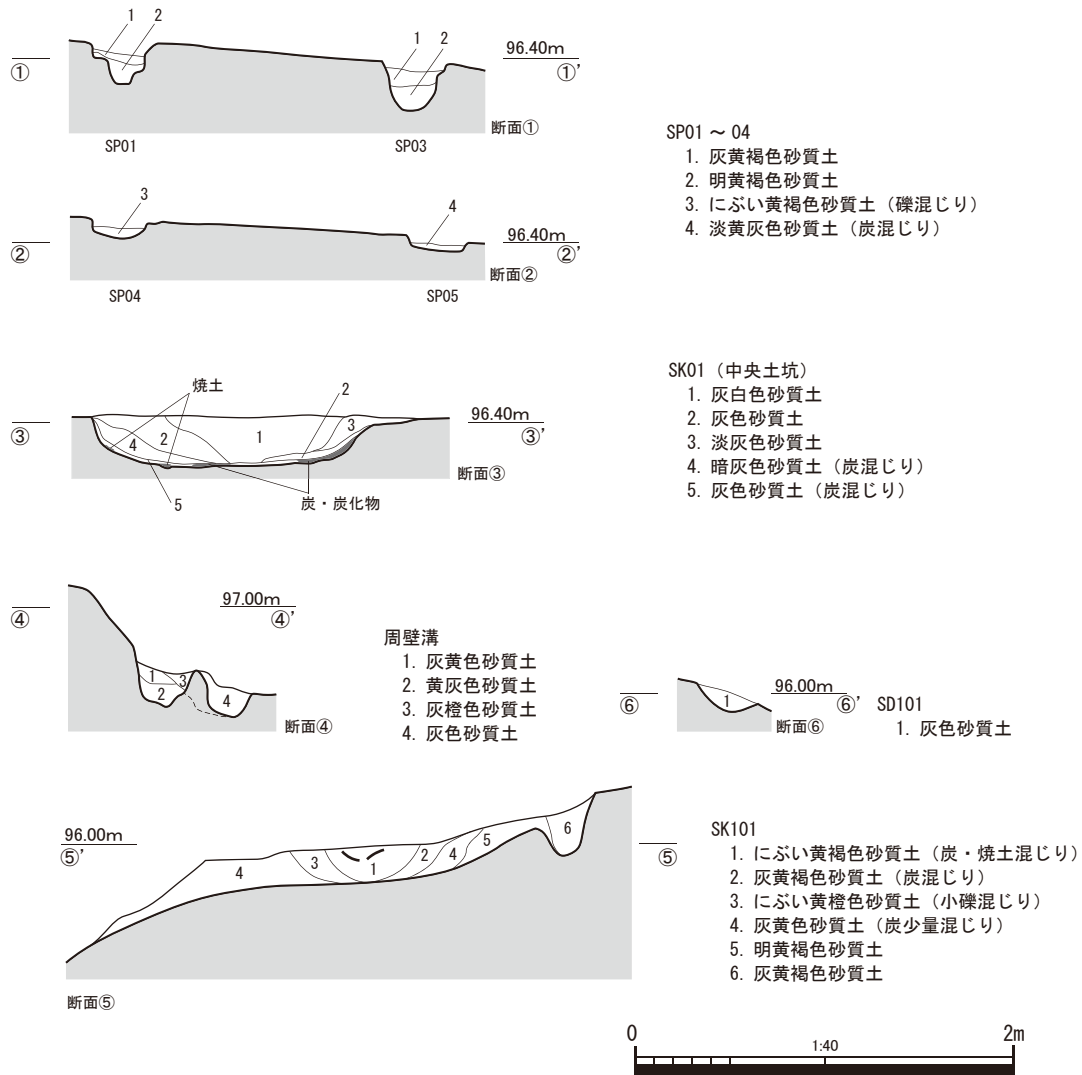 1 2
1 2
96.40m
① ①’
断面①
SP01 SP03
SP01 ～ 04
1. 灰黄褐色砂質土
2. 明黄褐色砂質土
3. にぶい黄褐色砂質土（礫混じり）
4. 淡黄灰色砂質土（炭混じり）
3 4
96.40m
② ②’
断面②
SP04 SP05
焼土
2
4 2 1 3
96.40m
③ ③’
断面③
5
炭・炭化物
SK01（中央土坑）
1. 灰白色砂質土
2. 灰色砂質土
3. 淡灰色砂質土
4. 暗灰色砂質土（炭混じり）
5. 灰色砂質土（炭混じり）
97.00m
④ ④’
1 3
2 4
断面④
周壁溝
1. 灰黄色砂質土
2. 黄灰色砂質土
3. 灰橙色砂質土
4. 灰色砂質土
96.00m
⑥ ⑥’
1
断面⑥
SD101
1. 灰色砂質土
96.00m
⑤’ ⑤
4 3 1 2 4 5 6
断面⑤
SK101
1. にぶい黄褐色砂質土（炭・焼土混じり）
2. 灰黄褐色砂質土（炭混じり）
3. にぶい黄橙色砂質土（小礫混じり）
4. 灰黄色砂質土（炭少量混じり）
5. 明黄褐色砂質土
6. 灰黄褐色砂質土
0 1:40 2m